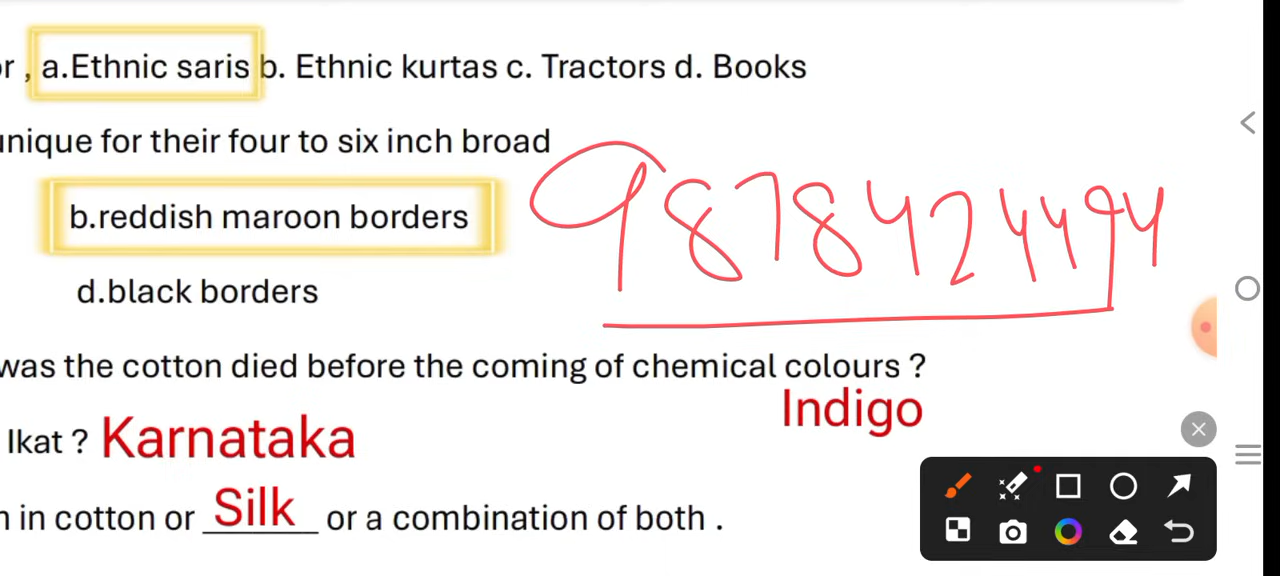 r , a.Ethnic saris b. Ethnic kurtas c. Tractors d. Books
unique for their four to six inch broad
b.reddish maroon borders
9878424494
d.black borders
was the cotton died before the coming of chemical colours ?
Indigo
Ikat ? Karnataka
n in cotton or Silk or a combination of both .